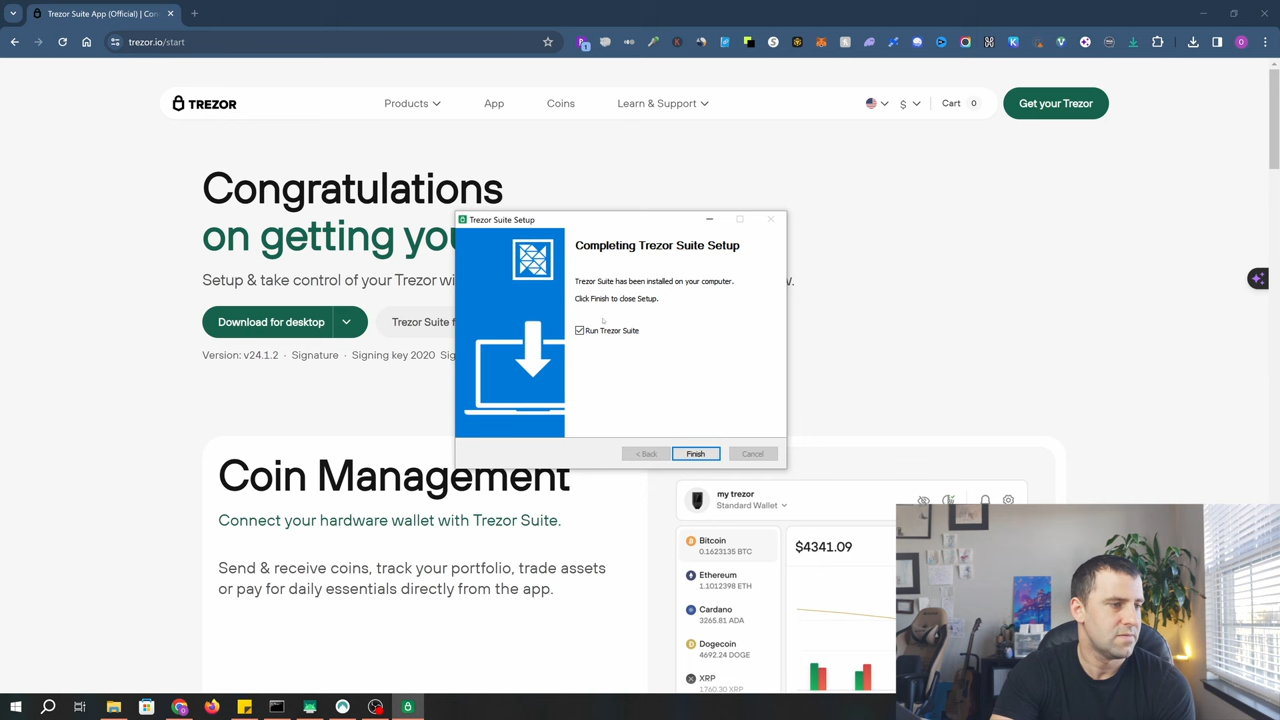 Trezor Suite App (Official) | Con
trezor.io/start
TREZOR
Products
App
Coins
Learn & Support
$
Cart 0
Get your Trezor
Congratulations
on getting yo
Setup & take control of your Trezor wi
w.
Download for desktop
Trezor Suite f
Version: v24.1.2 · Signature · Signing key 2020 Sig
Trezor Suite Setup
Completing Trezor Suite Setup
Trezor Suite has been installed on your computer.
Click Finish to close Setup.
Run Trezor Suite
< Back
Finish
Cancel
Coin Management
Connect your hardware wallet with Trezor Suite.
Send & receive coins, track your portfolio, trade assets
or pay for daily essentials directly from the app.
my trezor
Standard Wallet
Bitcoin
0.1623135 BTC
$4341.09
Ethereum
1.1012398 ETH
Cardano
3265.81 ADA
Dogecoin
4692.24 DOGE
XRP
1760.30 XRP